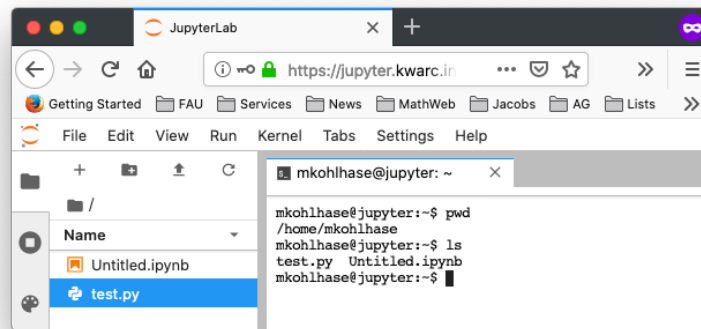 JupyterLab
https://jupyter.kwarc.in
Getting Started FAU Services News MathWeb Jacobs AG Lists
File Edit View Run Kernel Tabs Settings Help
mkohlhase@jupyter: ~
/
Name
Untitled.ipynb
test.py
mkohlhase@jupyter:~$ pwd
/home/mkohlhase
mkohlhase@jupyter:~$ ls
test.py  Untitled.ipynb
mkohlhase@jupyter:~$